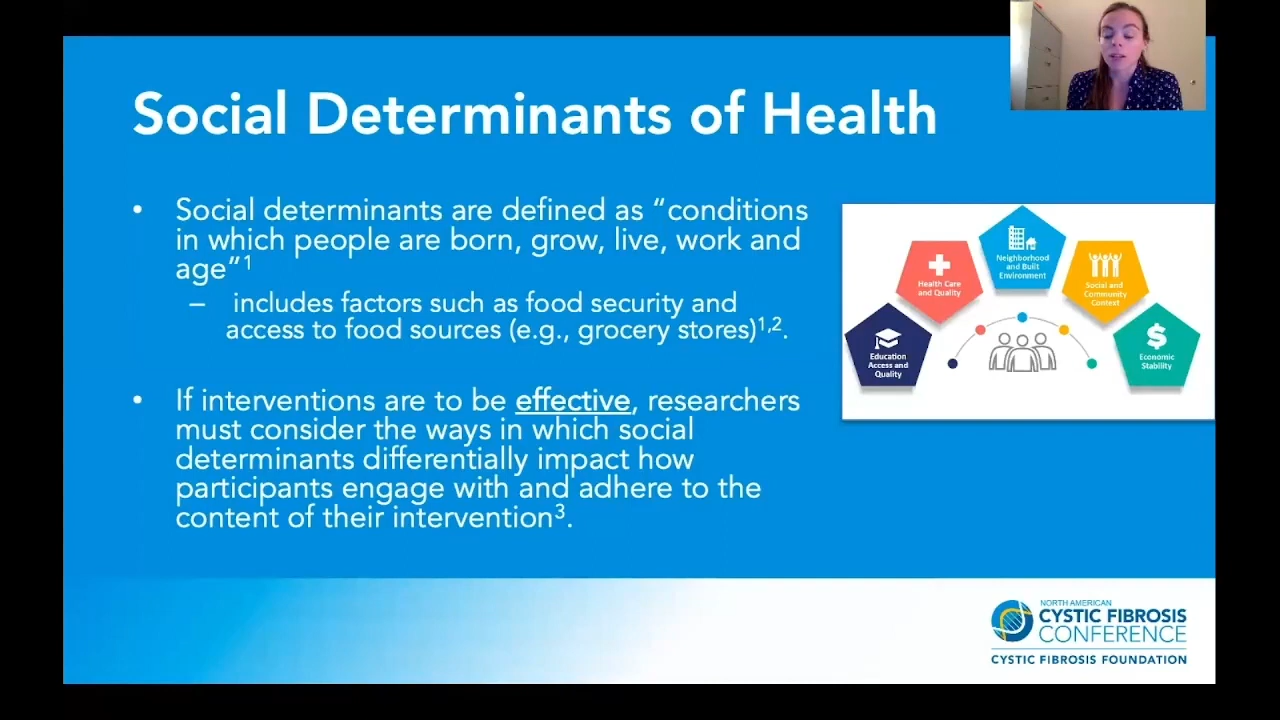 Social Determinants of Health
• Social determinants are defined as “conditions
in which people are born, grow, live, work and
age”1
– includes factors such as food security and
access to food sources (e.g., grocery stores)1,2.
• If interventions are to be effective, researchers
must consider the ways in which social
determinants differentially impact how
participants engage with and adhere to the
content of their intervention3.
Education
Access and
Quality
Health Care
and Quality
Neighborhood
and Built
Environment
Social and
Community
Context
$
Economic
Stability
NORTH AMERICAN
CYSTIC FIBROSIS
CONFERENCE
CYSTIC FIBROSIS FOUNDATION